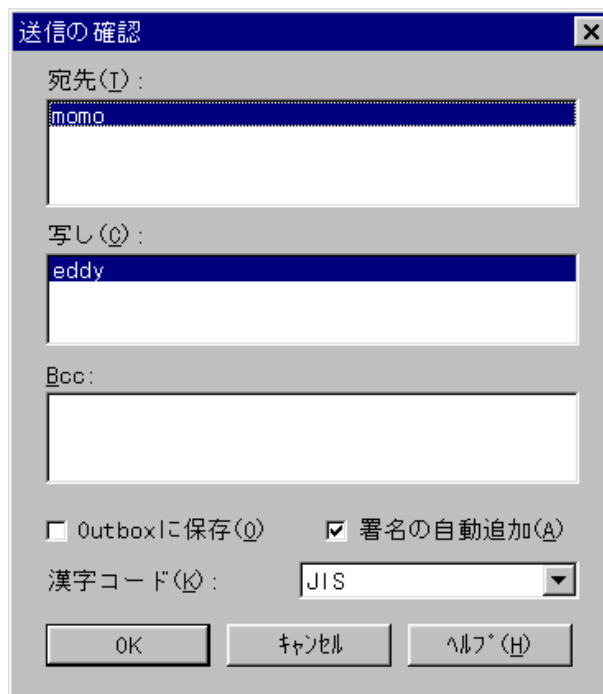 送信の確認
宛先(T):
momo
写し(C):
eddy
Bcc:
Outboxに保存(O) 署名の自動追加(A)
漢字コード(K): JIS
OK ｷｬﾝｾﾙ ﾍﾙﾌﾟ(H)